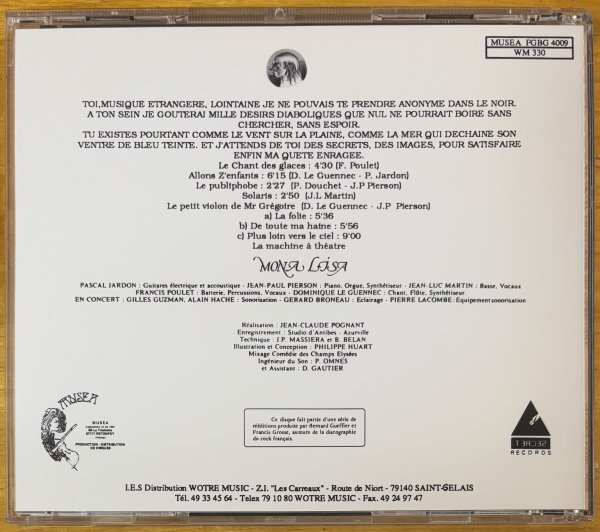 MUSEA FGBG 4009
WM 330
TOI,MUSIQUE ETRANGERE, LOINTAINE JE NE POUVAIS TE PRENDRE ANONYME DANS LE NOIR.
A TON SEIN JE GOUTERAI MILLE DESIRS DIABOLIQUES QUE NUL NE POURRAIT BOIRE SANS
CHERCHER, SANS ESPOIR.
TU EXISTES POURTANT COMME LE VENT SUR LA PLAINE, COMME LA MER QUI DECHAINE SON
VENTRE DE BLEU TEINTE. ET J'ATTENDS DE TOI DES SECRETS, DES IMAGES, POUR SATISFAIRE
ENFIN MA QUETE ENRAGEE.
Le Chant des glaces : 4'30 (F. Poulet)
Allons Z'enfants : 6'15 (D. Le Guennec - P. Jardon)
Le publiphobe : 2'27 (P. Douchet - J.P Pierson)
Solaris : 2'50 (J.L Martin)
Le petit violon de Mr Grégoire (D. Le Guennec - J.P Pierson)
a) La folie : 5'36
b) De toute ma haine : 5'56
c) Plus loin vers le ciel : 9'00
La machine à théatre
MONA LISA
PASCAL JARDON : Guitares électrique et accoustique - JEAN-PAUL PIERSON : Piano, Orgue, Synthétiseur - JEAN-LUC MARTIN : Basse, Vocaux
FRANCIS POULET : Batterie, Percussions, Vocaux - DOMINIQUE LE GUENNEC : Chant, Flûte, Synthétiseur.
EN CONCERT : GILLES GUZMAN, ALAIN HACHE : Sonorisation - GERARD BRONEAU : Eclairage - PIERRE LACOMBE : Equipement sonorisation
Réalisation : JEAN-CLAUDE POGNANT
Enregistrement : Studio d'Antibes - Azurville
Technique : J.P. MASSIERA et B. BELAN
Illustration et Conception : PHILIPPE HUART
Mixage Comédie des Champs Elysées
Ingénieur du Son : P. OMNES
et Assistant : D. GAUTIER
MUSEA
MUSEA
57117 RETONFEY
(France)
PRODUCTION - DISTRIBUTION
DE DISQUES
Ce disque fait partie d'une série de
rééditions produite par
Bernard Gueffier et
Francis Grosse, auteurs de la discographie
du rock français.
SECRET
RECORDS
I.E.S Distribution WOTRE MUSIC - Z.I. "Les Carreaux" - Route de Niort - 79140 SAINT-GELAIS
Tél. 49 33 45 64 - Telex 79 10 80 WOTRE MUSIC - Fax. 49 24 97 47